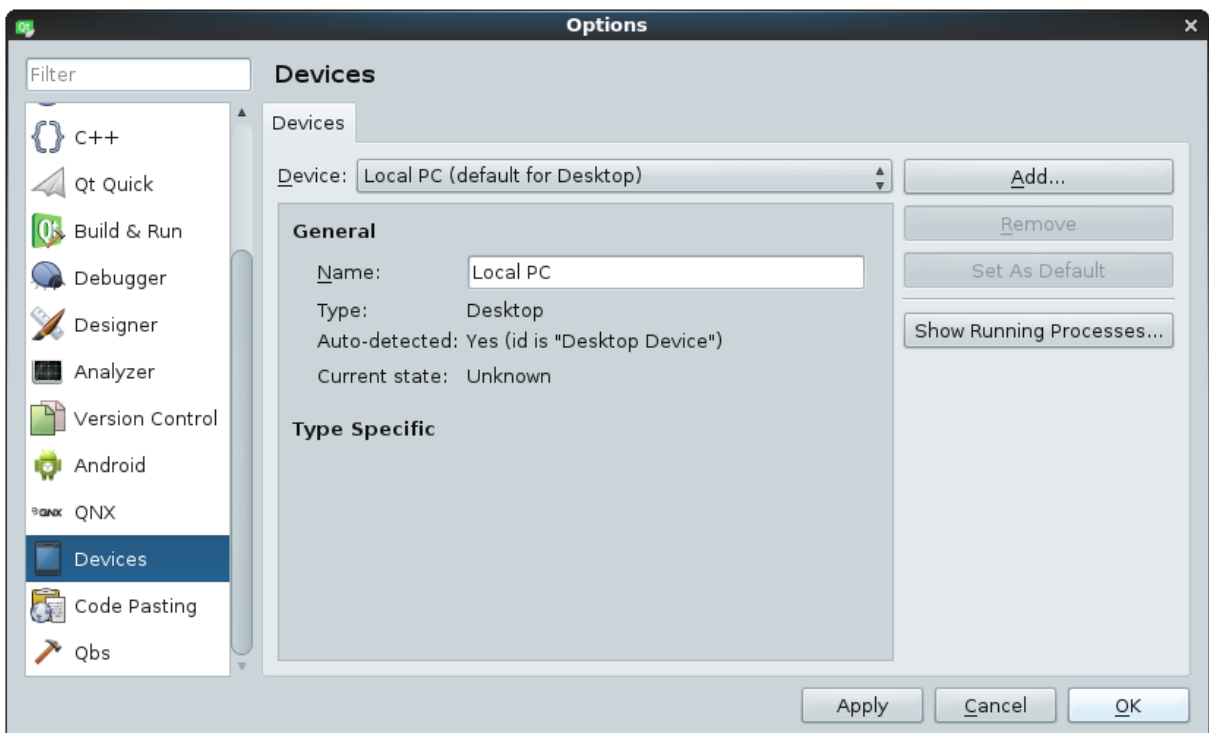 Options
Filter
C++
Qt Quick
Build & Run
Debugger
Designer
Analyzer
Version Control
Android
QNX
Devices
Code Pasting
Qbs
Devices
Devices
Device: Local PC (default for Desktop)
General
Name: Local PC
Type: Desktop
Auto-detected: Yes (id is "Desktop Device")
Current state: Unknown
Type Specific
Add...
Remove
Set As Default
Show Running Processes...
Apply Cancel OK